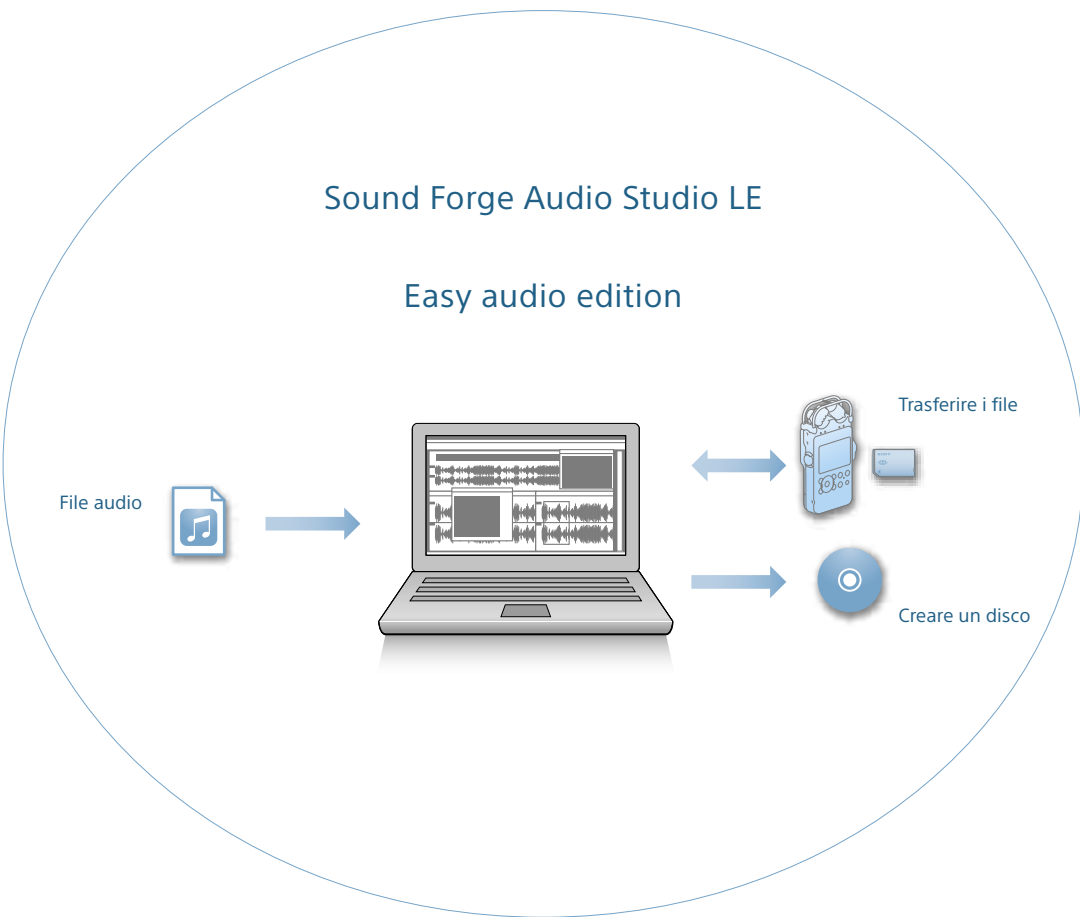 Sound Forge Audio Studio LE
Easy audio edition
Trasferire i file
File audio
Creare un disco